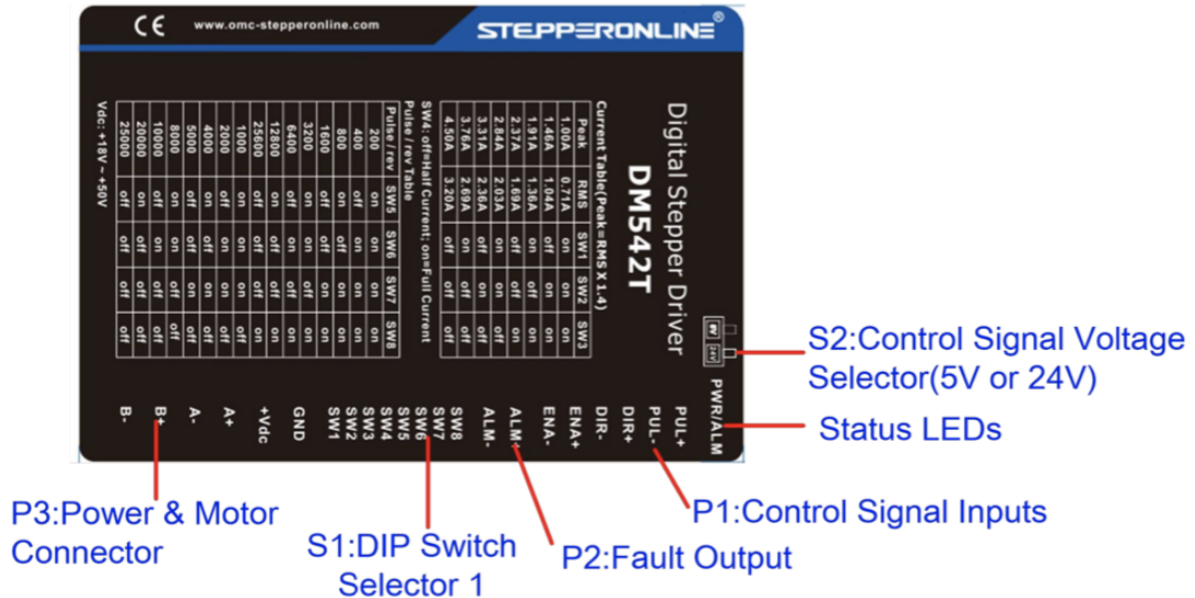 CE
www.omc-stepperonline.com
STEPPERONLINE®
Digital Stepper Driver
DM542T
Current Table(Peak=RMS X 1.4)
Peak RMS SW1 SW2 SW3
1.00A 0.71A on on on
1.46A 1.04A off on on
1.91A 1.36A on off on
2.37A 1.69A off off on
2.84A 2.03A on on off
3.31A 2.36A off on off
3.76A 2.69A on off off
4.50A 3.20A off off off
SW4: off=Half Current; on=Full Current
Pulse / rev Table
Pulse / rev SW5 SW6 SW7 SW8
200 on on on on
400 off on on on
800 on off on on
1600 off off on on
3200 on on off on
6400 off on off on
12800 on off off on
25600 off off off on
1000 on on on off
2000 off on on off
4000 on off on off
5000 off off on off
8000 on on off off
10000 off on off off
20000 on off off off
25000 off off off off
Vdc: +18V ~ +50V
5V
24V
PWR/ALM
PUL+
PUL-
DIR+
DIR-
ENA+
ENA-
ALM+
ALM-
SW8
SW7
SW6
SW5
SW4
SW3
SW2
SW1
GND
+Vdc
A+
A-
B+
B-
S2:Control Signal Voltage
Selector(5V or 24V)
Status LEDs
P1:Control Signal Inputs
P2:Fault Output
S1:DIP Switch
Selector 1
P3:Power & Motor
Connector